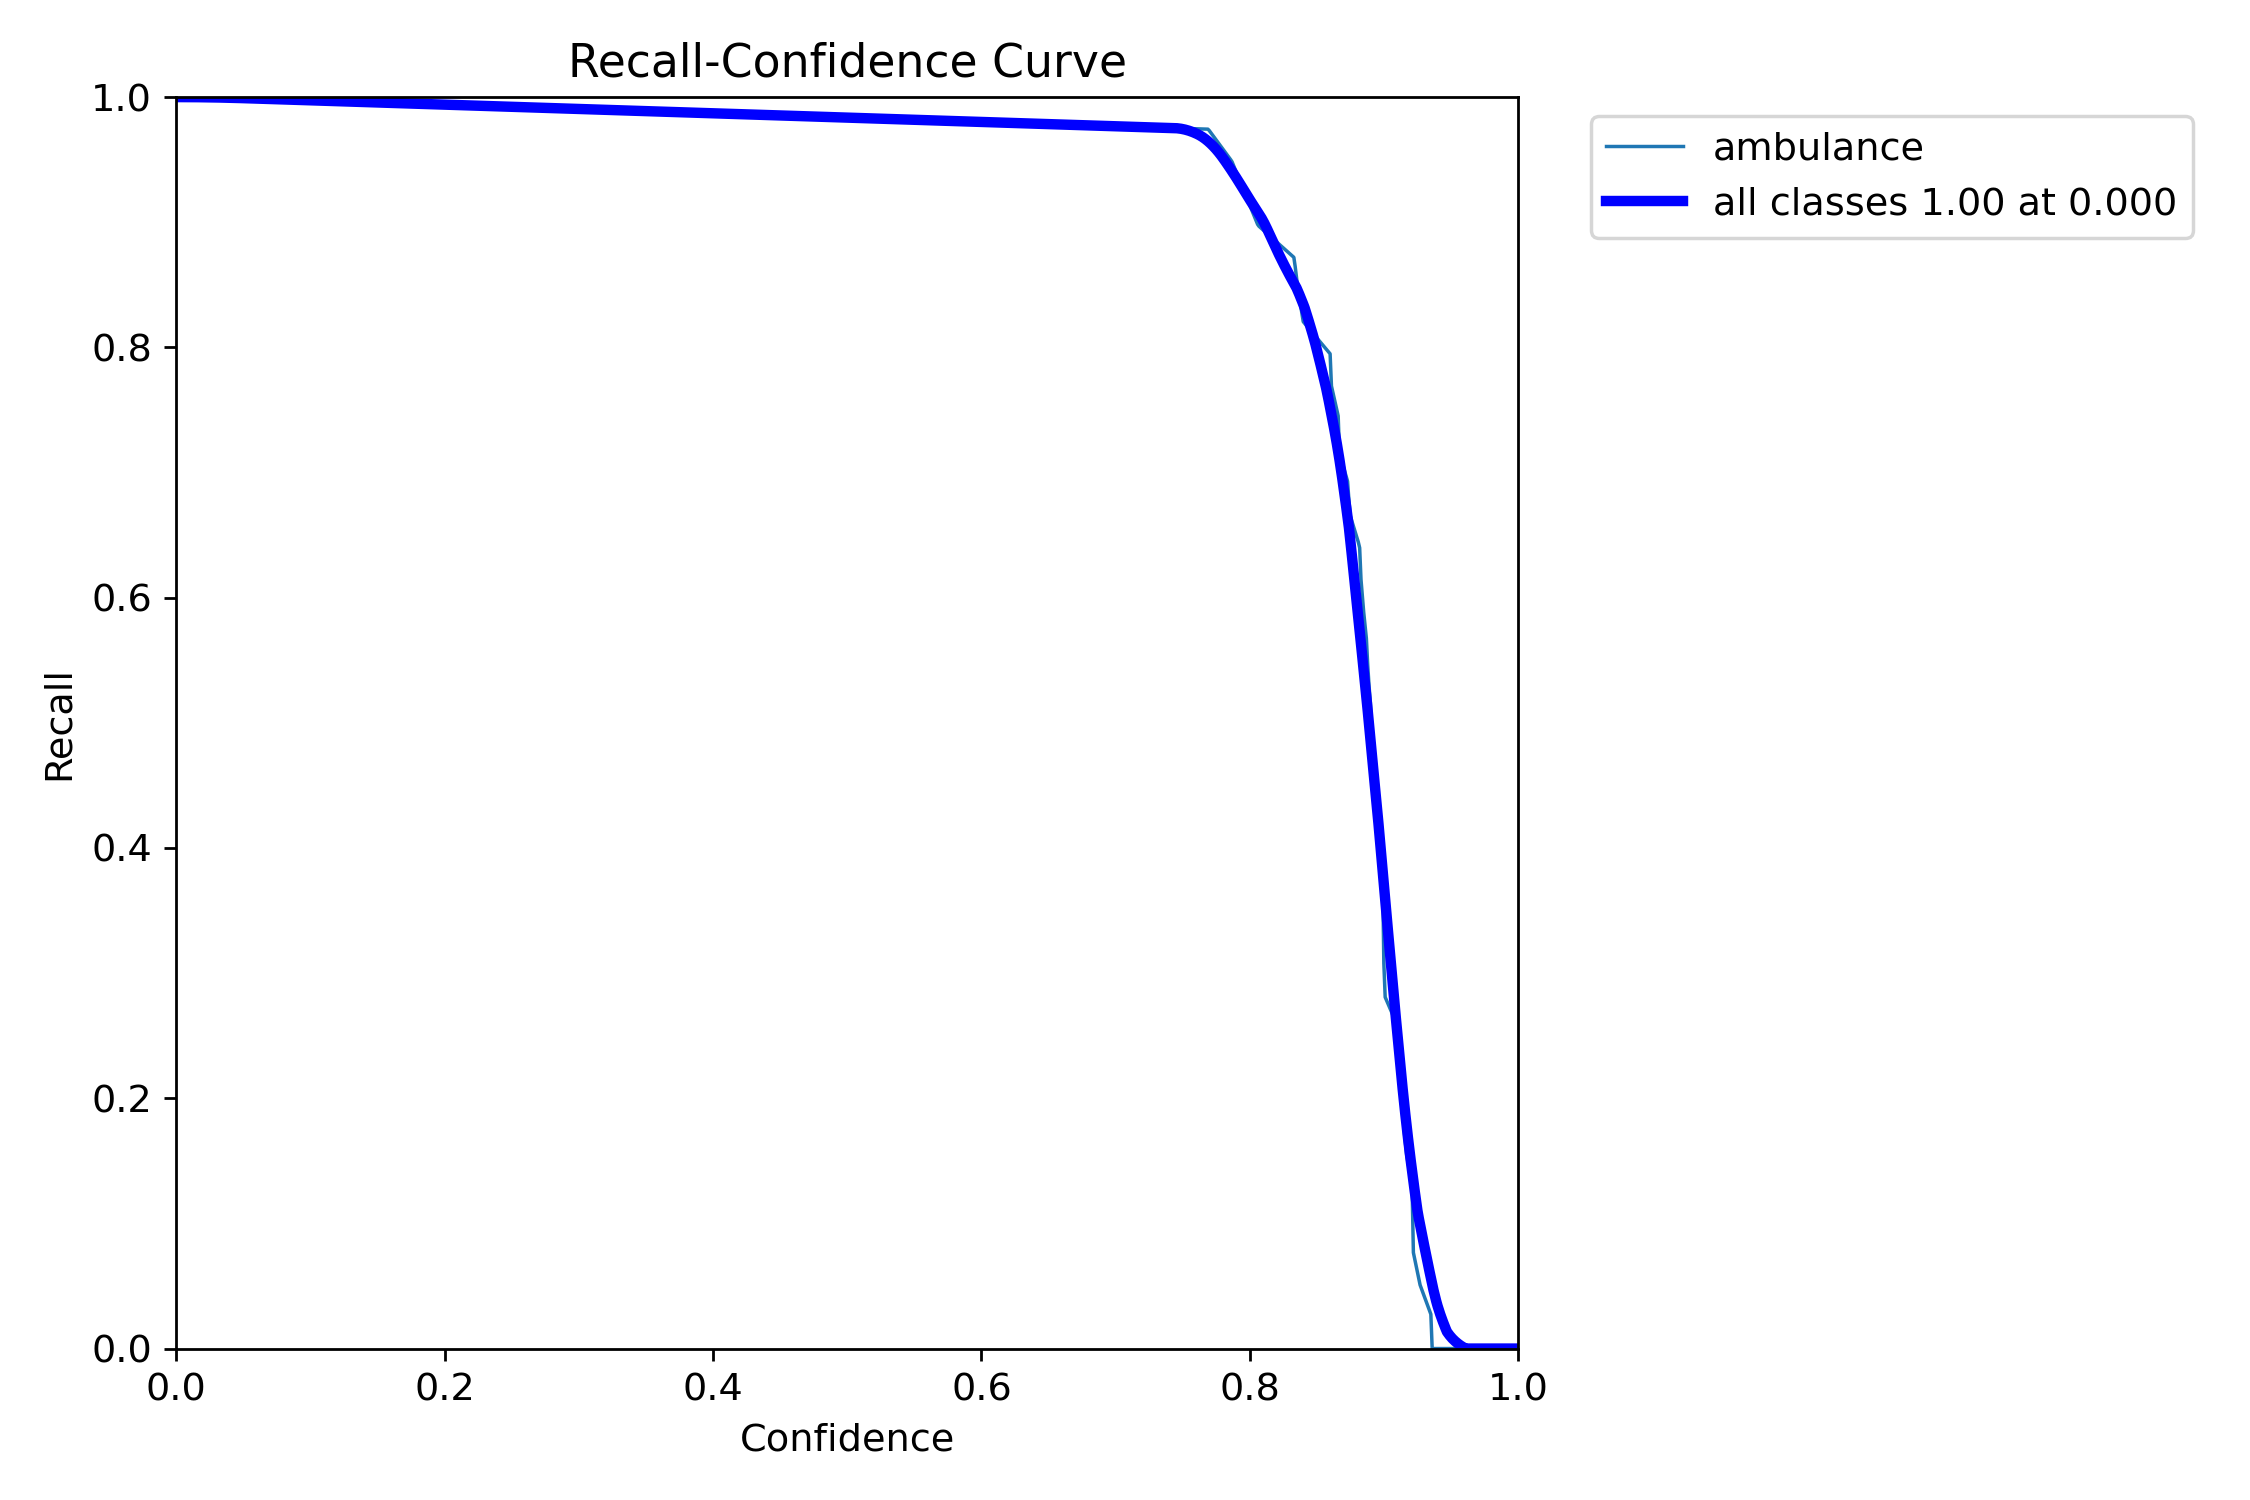 Recall-Confidence Curve
1.0
0.8
0.6
0.4
0.2
0.0
Recall
0.0 0.2 0.4 0.6 0.8 1.0
Confidence
ambulance
all classes 1.00 at 0.000